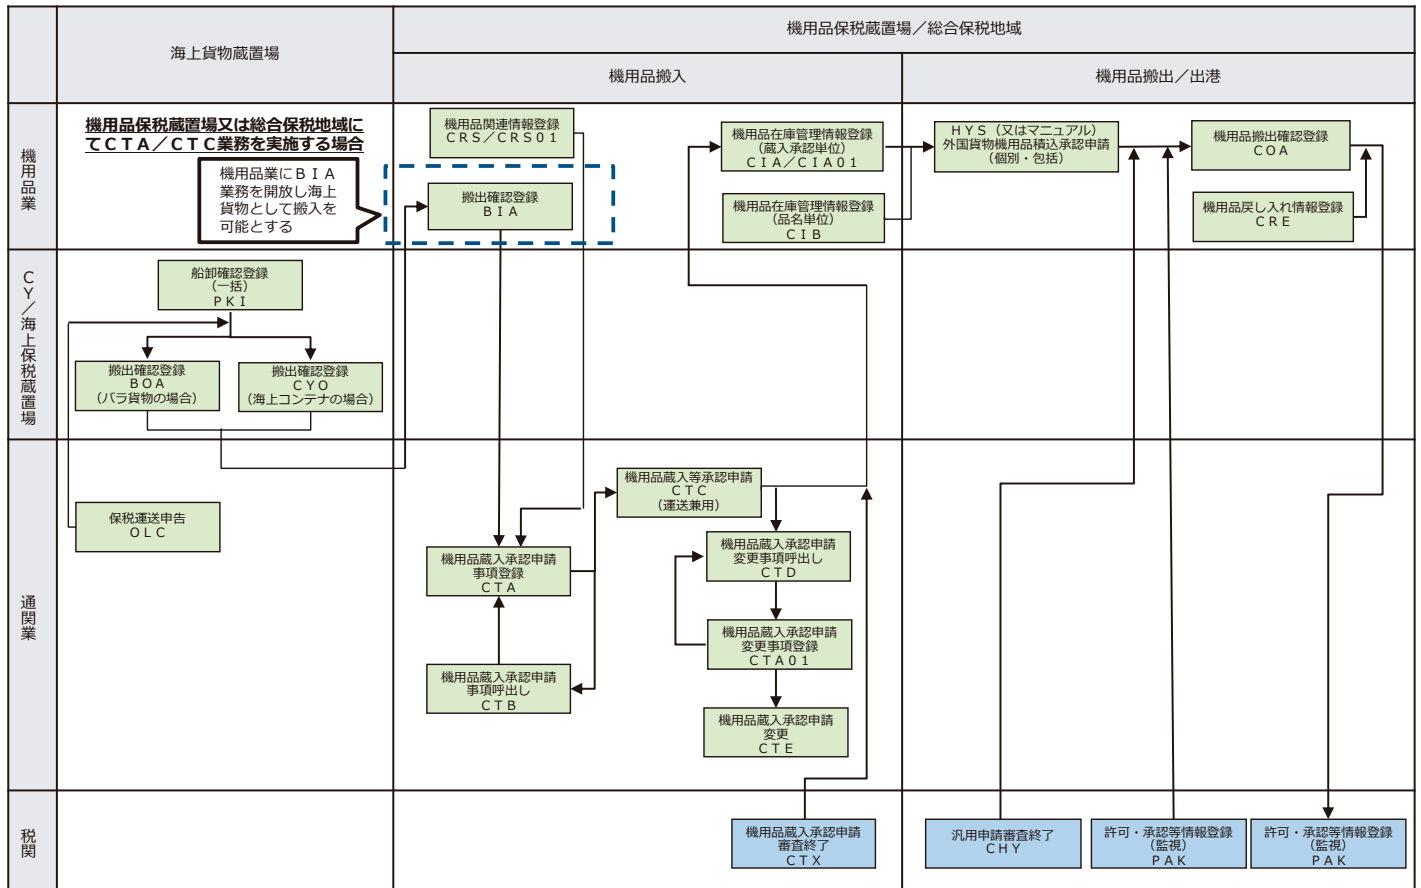 海上貨物蔵置場
機用品保税蔵置場／総合保税地域
機用品搬入
機用品搬出／出港
機用品業
機用品保税蔵置場又は総合保税地域に
てＣＴＡ／ＣＴＣ業務を実施する場合
機用品業にＢＩＡ
業務を開放し海上
貨物として搬入を
可能とする
機用品関連情報登録
ＣＲＳ／ＣＲＳ０１
搬出確認登録
ＢＩＡ
機用品在庫管理情報登録
（蔵入承認単位）
ＣＩＡ／ＣＩＡ０１
機用品在庫管理情報登録
（品名単位）
ＣＩＢ
ＨＹＳ（又はマニュアル）
外国貨物機用品積込承認申請
（個別・包括）
機用品搬出確認登録
ＣＯＡ
機用品戻し入れ情報登録
ＣＲＥ
ＣＹ／海上保税蔵置場
船卸確認登録
（一括）
ＰＫＩ
搬出確認登録
ＢＯＡ
（バラ貨物の場合）
搬出確認登録
ＣＹＯ
（海上コンテナの場合）
通関業
保税運送申告
ＯＬＣ
機用品蔵入承認申請
事項登録
ＣＴＡ
機用品蔵入承認申請
事項呼出し
ＣＴＢ
機用品蔵入等承認申請
ＣＴＣ
（運送兼用）
機用品蔵入承認申請
変更事項呼出し
ＣＴＤ
機用品蔵入承認申請
変更事項登録
ＣＴＡ０１
機用品蔵入承認申請
変更
ＣＴＥ
税関
機用品蔵入承認申請
審査終了
ＣＴＸ
汎用申請審査終了
ＣＨＹ
許可・承認等情報登録
（監視）
ＰＡＫ
許可・承認等情報登録
（監視）
ＰＡＫ